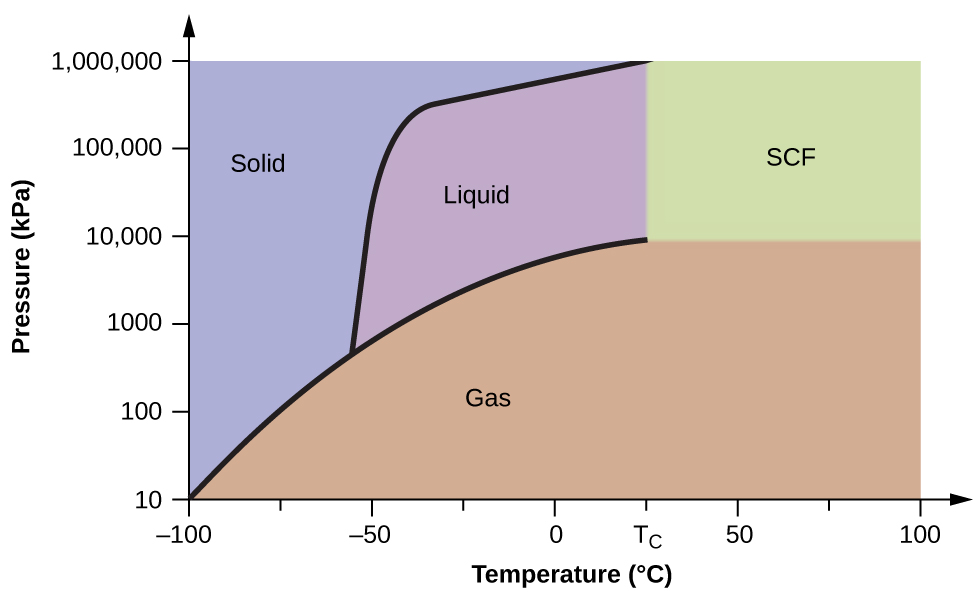 1,000,000
100,000
10,000
1000
100
10
Pressure (kPa)
Solid
Liquid
SCF
Gas
–100
–50
0
TC
50
100
Temperature (°C)